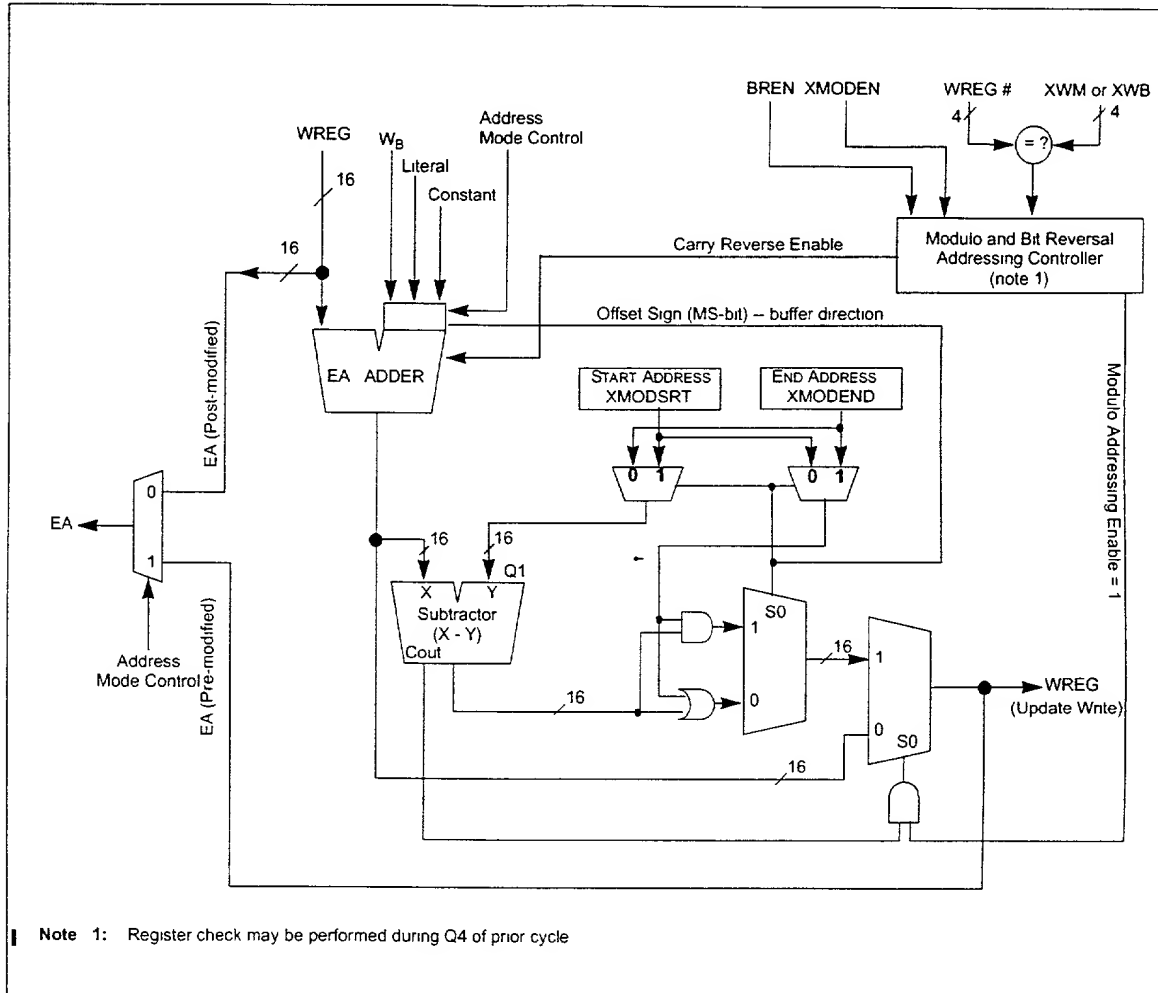 BREN XMODEN
WREG #
XWM or XWB
4
4
= ?
Address
Mode Control
WREG
WB
Literal
Constant
16
16
Carry Reverse Enable
Modulo and Bit Reversal
Addressing Controller
(note 1)
Offset Sign (MS-bit) – buffer direction
EA ADDER
START ADDRESS
XMODSRT
END ADDRESS
XMODEND
EA (Post-modified)
Modulo Addressing Enable = 1
0 1
0 1
0
EA
1
16
16
Q1
X Y
Subtractor
(X - Y)
Cout
S0
1
16
1
Address
Mode Control
EA (Pre-modified)
16
0
WREG
(Update Write)
0
S0
16
Note 1: Register check may be performed during Q4 of prior cycle